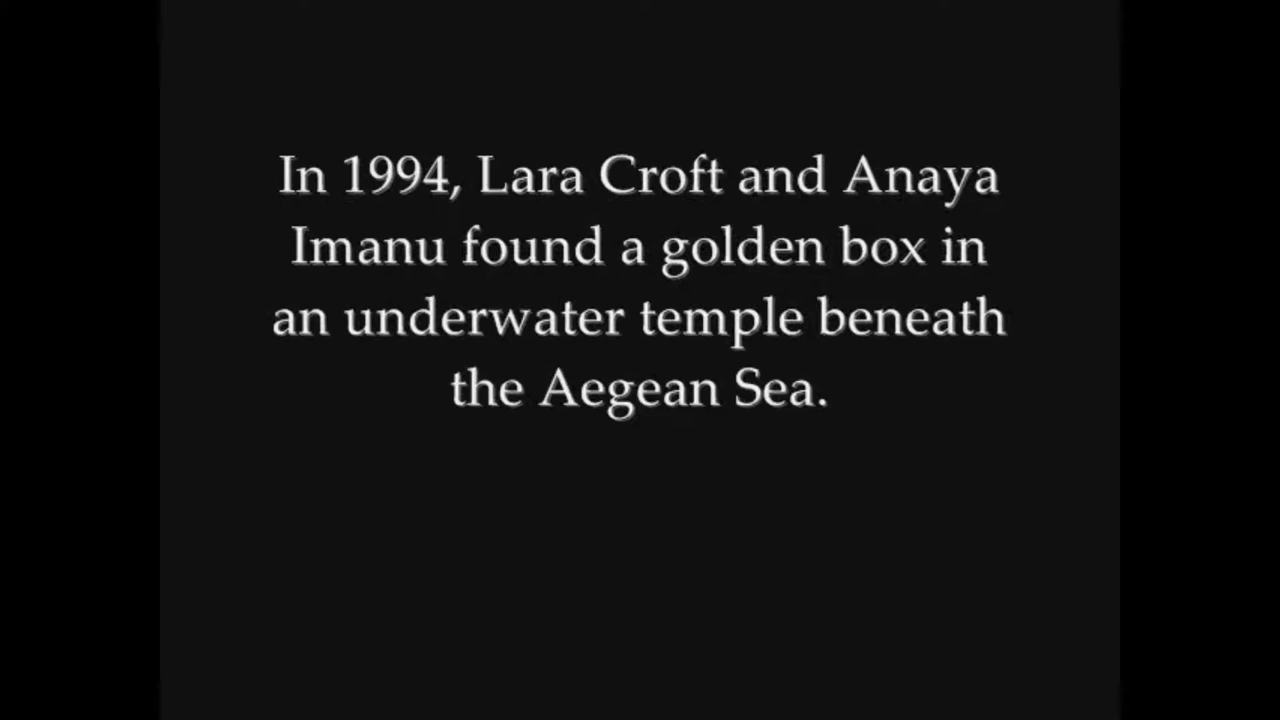 In 1994, Lara Croft and Anaya
Imanu found a golden box in
an underwater temple beneath
the Aegean Sea.